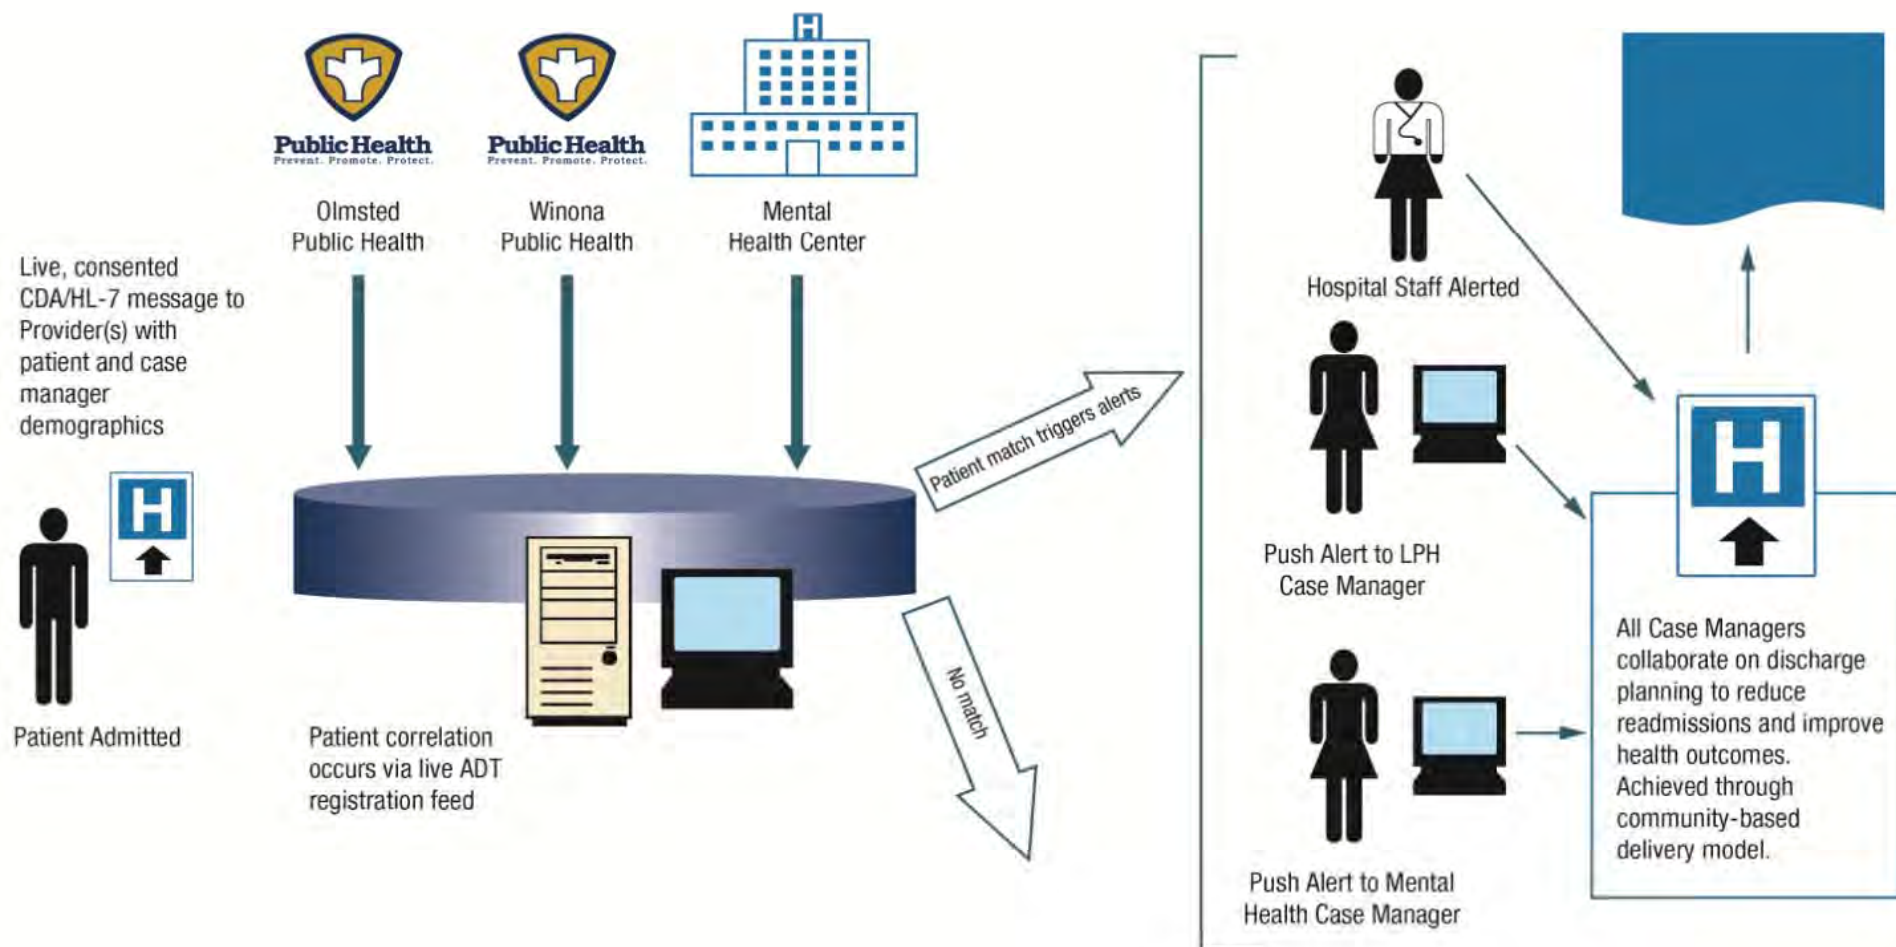 H
Public Health
Prevent. Promote. Protect.
Public Health
Prevent. Promote. Protect.
Olmsted
Public Health
Winona
Public Health
Mental
Health Center
Live, consented
CDA/HL-7 message to
Provider(s) with
patient and case
manager
demographics
H
Patient Admitted
Patient correlation
occurs via live ADT
registration feed
Patient match triggers alerts
No match
Hospital Staff Alerted
Push Alert to LPH
Case Manager
Push Alert to Mental
Health Case Manager
H
All Case Managers
collaborate on discharge
planning to reduce
readmissions and improve
health outcomes.
Achieved through
community-based
delivery model.